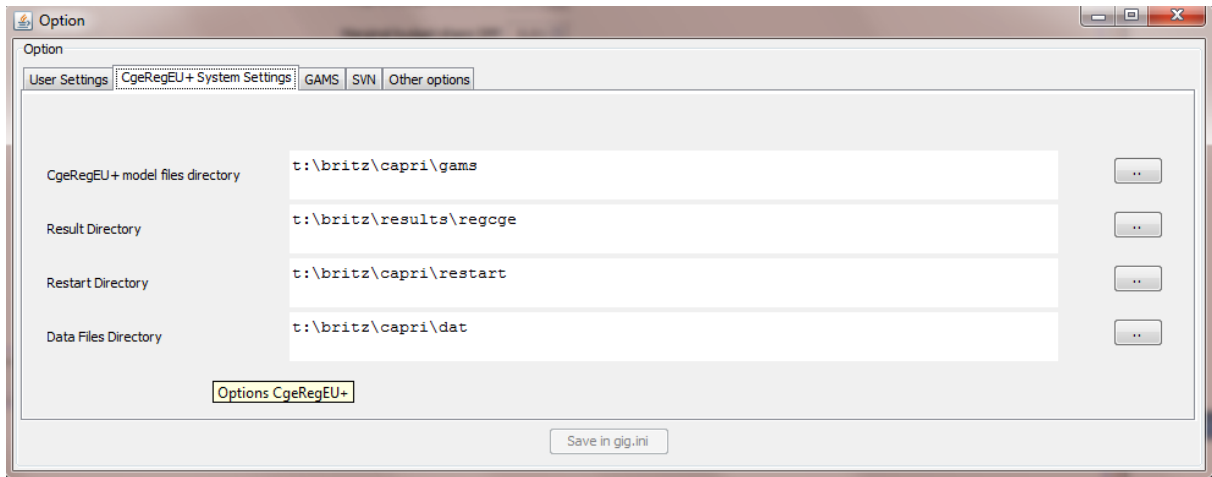 Option
Option
User Settings CgeRegEU+ System Settings GAMS SVN Other options
CgeRegEU+ model files directory t:\britz\capri\gams ..
Result Directory t:\britz\results\regcge ..
Restart Directory t:\britz\capri\restart ..
Data Files Directory t:\britz\capri\dat ..
Options CgeRegEU+
Save in gig.ini